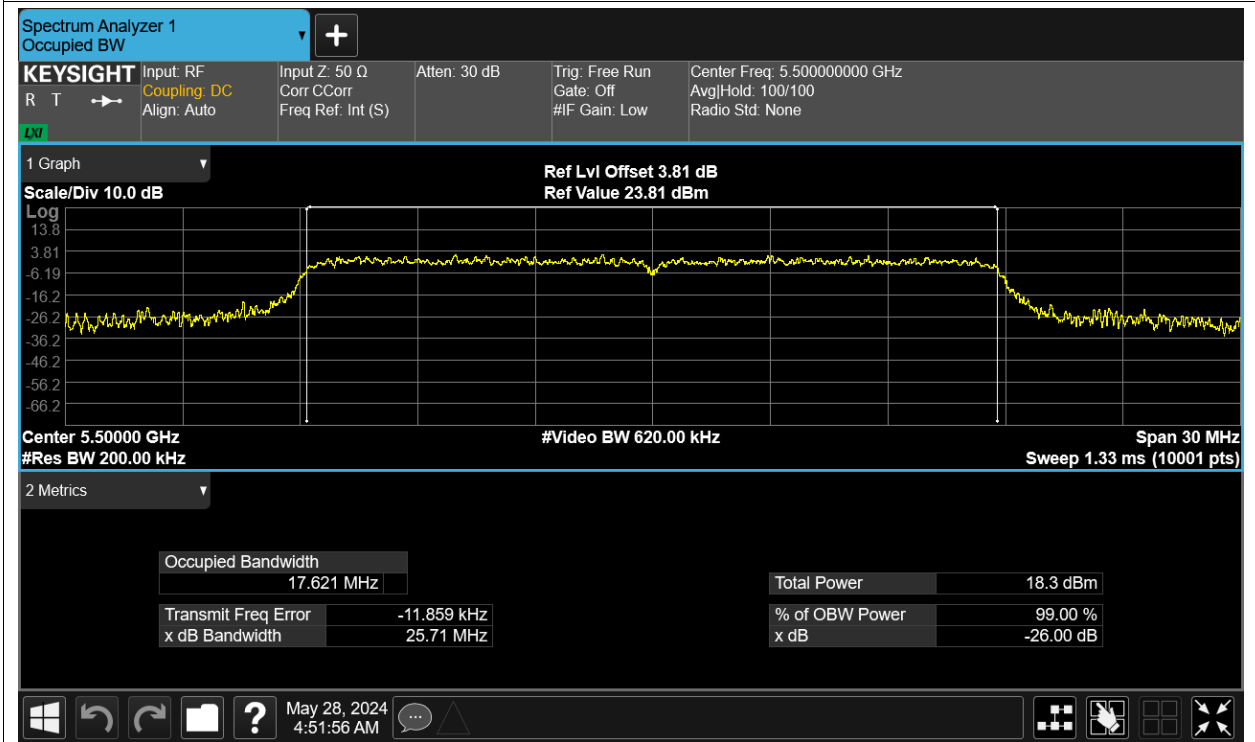 Spectrum Analyzer 1
Occupied BW
KEYSIGHT
R T
LXI
Input: RF
Coupling: DC
Align: Auto
Input Z: 50 Ω
Corr CCorr
Freq Ref: Int (S)
Atten: 30 dB
Trig: Free Run
Gate: Off
#IF Gain: Low
Center Freq: 5.500000000 GHz
Avg|Hold: 100/100
Radio Std: None
1 Graph
Scale/Div 10.0 dB
Ref Lvl Offset 3.81 dB
Ref Value 23.81 dBm
Log
13.8
3.81
-6.19
-16.2
-26.2
-36.2
-46.2
-56.2
-66.2
Center 5.50000 GHz
#Video BW 620.00 kHz
Span 30 MHz
#Res BW 200.00 kHz
Sweep 1.33 ms (10001 pts)
2 Metrics
Occupied Bandwidth
17.621 MHz
Total Power 18.3 dBm
Transmit Freq Error -11.859 kHz
% of OBW Power 99.00 %
x dB Bandwidth 25.71 MHz
x dB -26.00 dB
?
May 28, 2024
4:51:56 AM